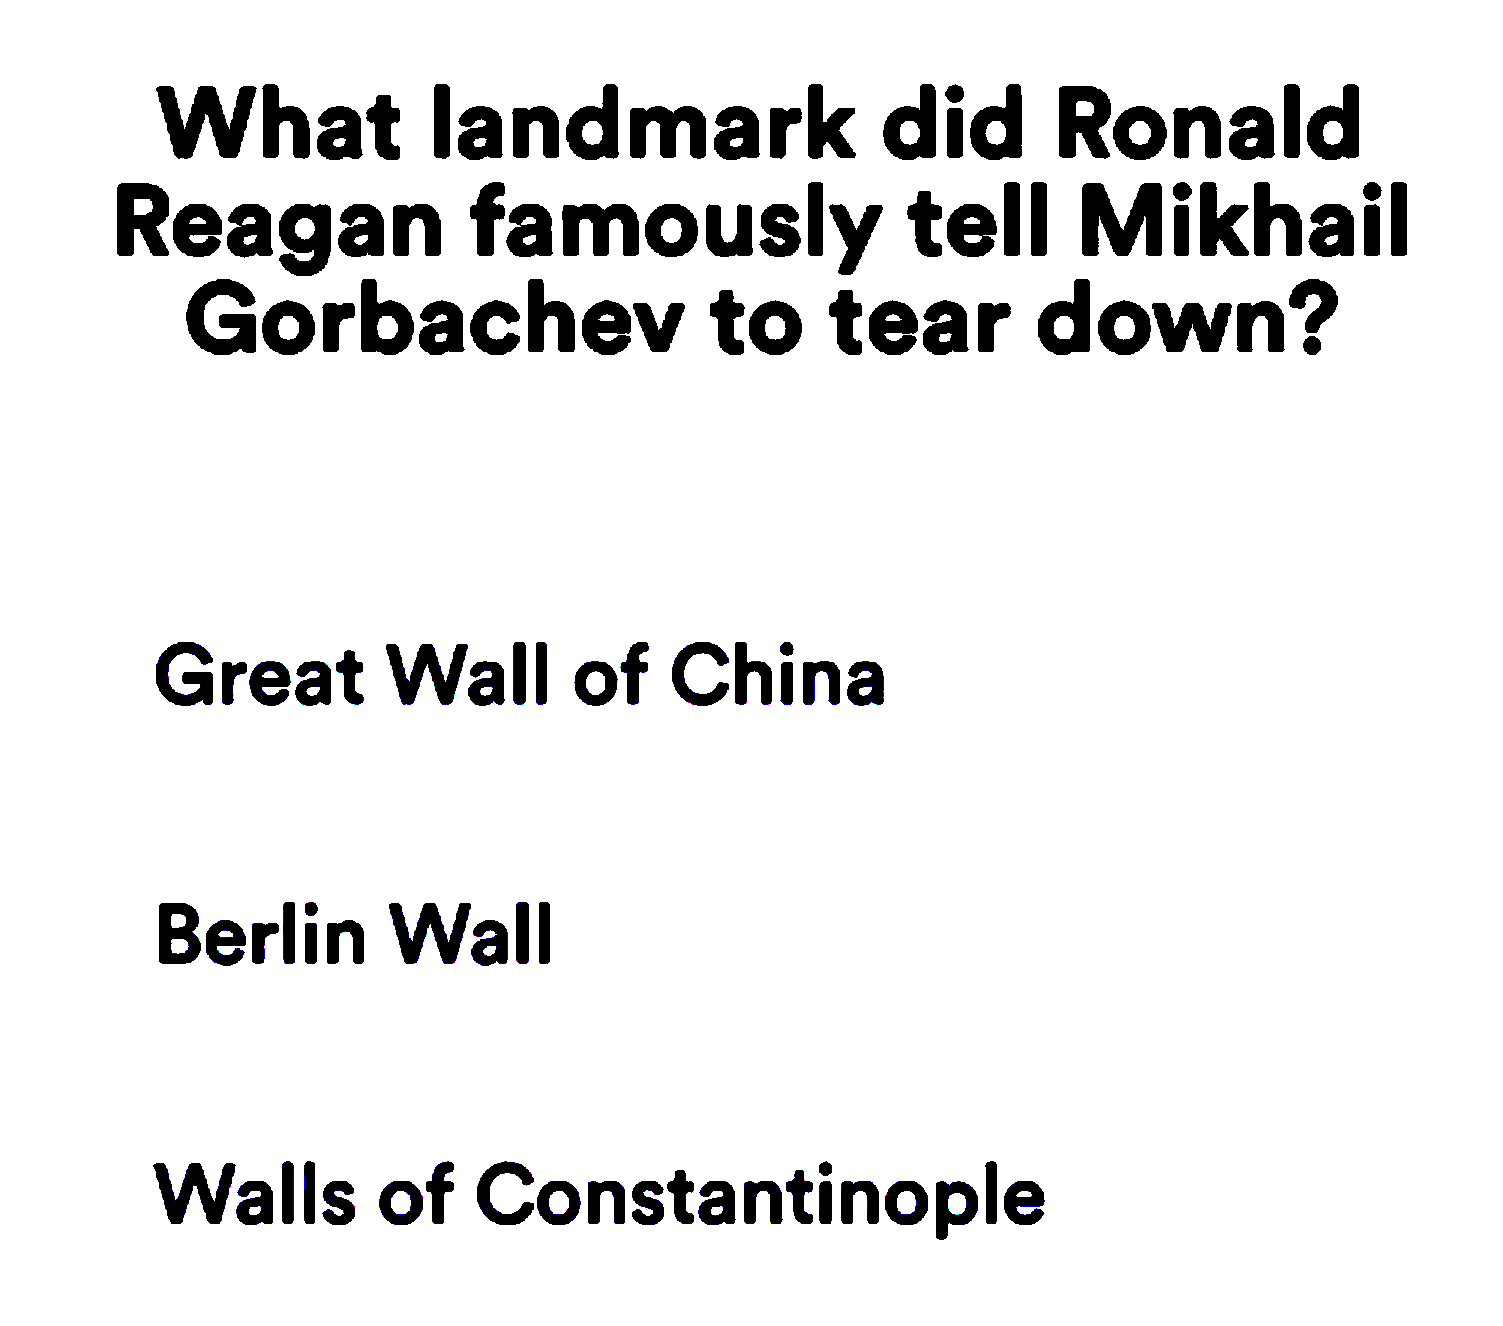 What landmark did Ronald
Reagan famously tell Mikhail
Gorbachev to tear down?
Great Wall of China
Berlin Wall
Walls of Constantinople